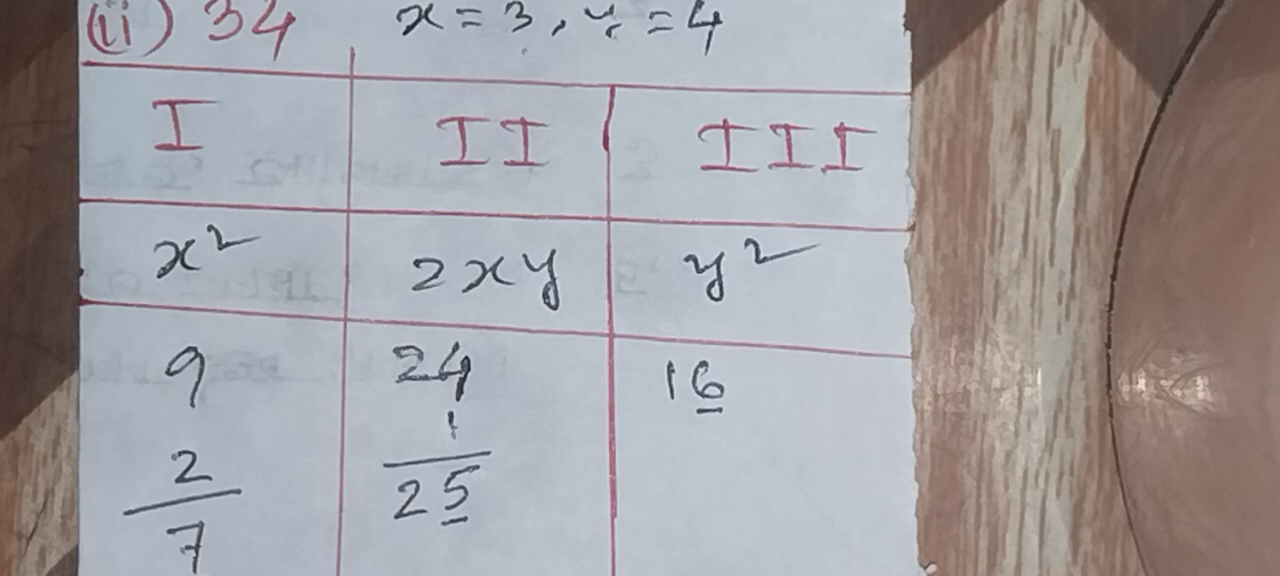 (ii) 34 x = 3, y = 4
I II III
x² 2xy y²
9 24 16
2 1
7 25